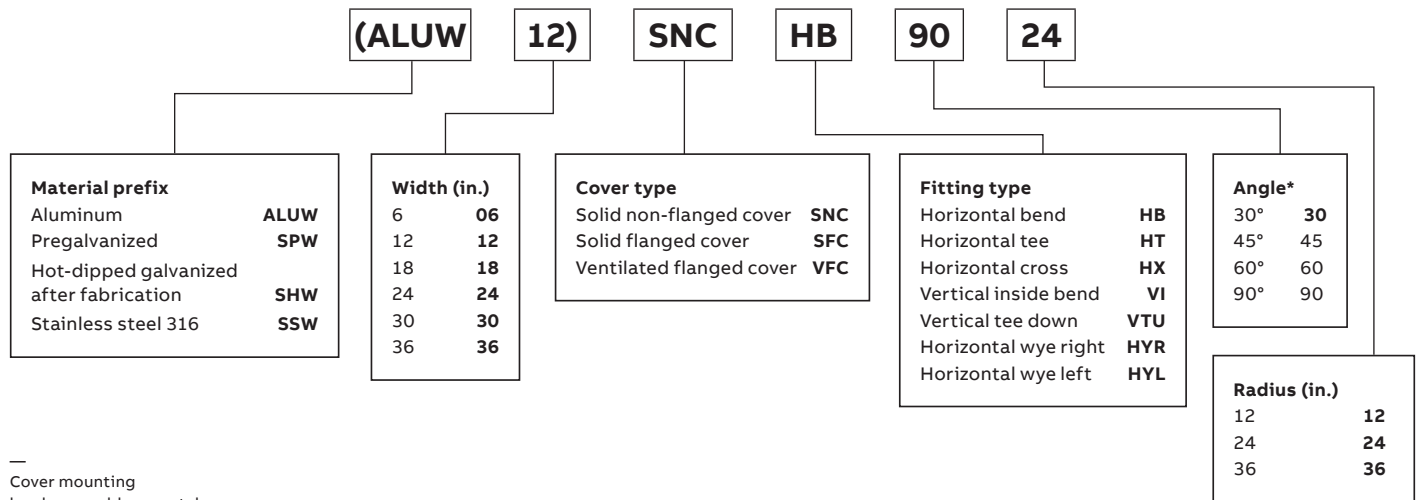 (ALUW 12) SNC HB 90 24
Material prefix
Aluminum ALUW
Pregalvanized SPW
Hot-dipped galvanized
after fabrication SHW
Stainless steel 316 SSW
Width (in.)
6 06
12 12
18 18
24 24
30 30
36 36
Cover type
Solid non-flanged cover SNC
Solid flanged cover SFC
Ventilated flanged cover VFC
Fitting type
Horizontal bend HB
Horizontal tee HT
Horizontal cross HX
Vertical inside bend VI
Vertical tee down VTU
Horizontal wye right HYR
Horizontal wye left HYL
Angle*
30° 30
45° 45
60° 60
90° 90
Radius (in.)
12 12
24 24
36 36
—
Cover mounting